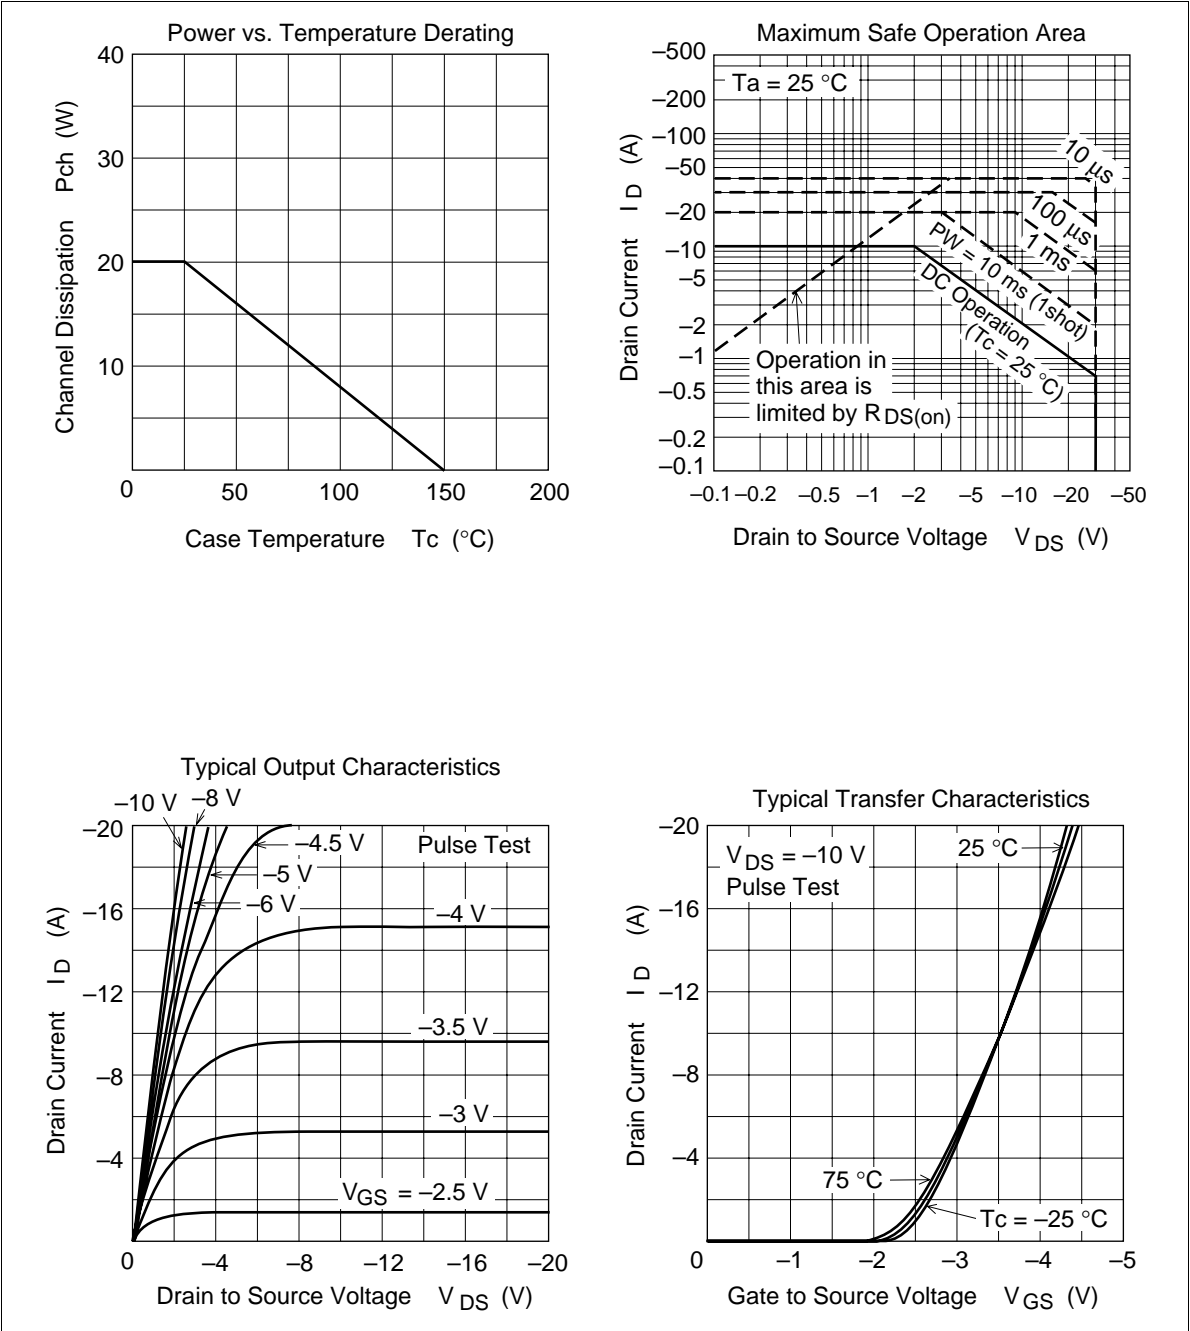 Power vs. Temperature Derating
40
30
20
10
0
50
100
150
200
Channel Dissipation Pch (W)
Case Temperature Tc (°C)
Maximum Safe Operation Area
Ta = 25 °C
–500
–200
–100
–50
–20
–10
–5
–2
–1
–0.5
–0.2
–0.1
–0.1 –0.2 –0.5 –1 –2 –5 –10 –20 –50
Drain Current I D (A)
Drain to Source Voltage V DS (V)
10 µs
100 µs
1 ms
PW = 10 ms (1shot)
DC Operation
(Tc = 25 °C)
Operation in
this area is
limited by R DS(on)
Typical Output Characteristics
–10 V
–8 V
–4.5 V
Pulse Test
–5 V
–6 V
–4 V
–3.5 V
–3 V
VGS = –2.5 V
–20
–16
–12
–8
–4
0 –4 –8 –12 –16 –20
Drain Current I D (A)
Drain to Source Voltage V DS (V)
Typical Transfer Characteristics
V DS = –10 V
Pulse Test
25 °C
75 °C
Tc = –25 °C
–20
–16
–12
–8
–4
0 –1 –2 –3 –4 –5
Drain Current I D (A)
Gate to Source Voltage V GS (V)